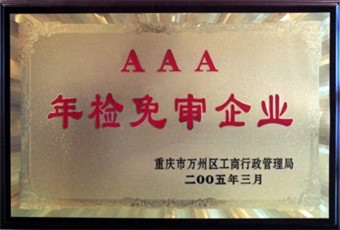 AAA
年检免审企业
重庆市万州区工商行政管理局
二〇〇五年三月